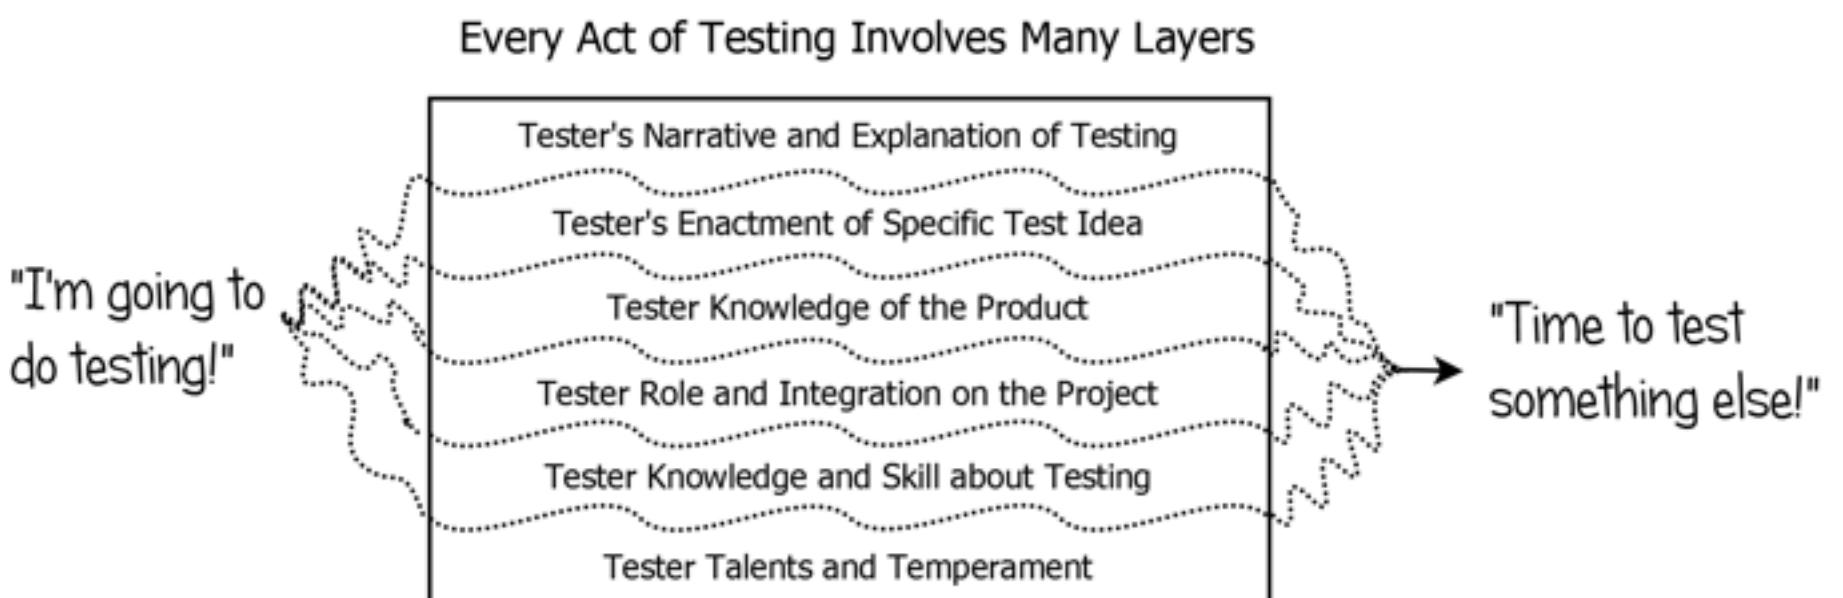 Every Act of Testing Involves Many Layers
Tester's Narrative and Explanation of Testing
Tester's Enactment of Specific Test Idea
"I'm going to
do testing!"
Tester Knowledge of the Product
Tester Role and Integration on the Project
Tester Knowledge and Skill about Testing
Tester Talents and Temperament
"Time to test
something else!"